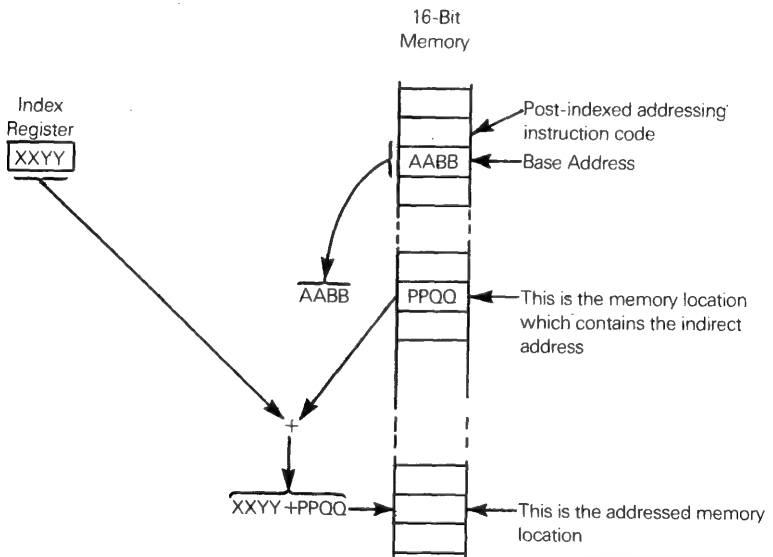 16-Bit
Memory
Index
Register
XXYY
Post-indexed addressing
instruction code
AABB
Base Address
AABB
PPQQ
This is the memory location
which contains the indirect
address
+
XXYY+PPQQ
This is the addressed memory
location